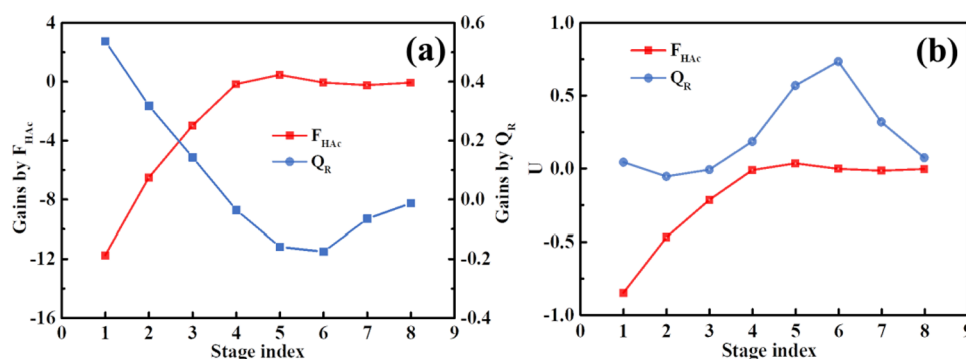 (a)
Gains by F_HAc
4
0
-4
-8
-12
-16
0.6
0.4
0.2
0.0
-0.2
-0.4
Gains by Q_R
F_HAc
Q_R
0 1 2 3 4 5 6 7 8 9
Stage index
(b)
U
1.0
0.5
0.0
-0.5
-1.0
F_HAc
Q_R
0 1 2 3 4 5 6 7 8 9
Stage index